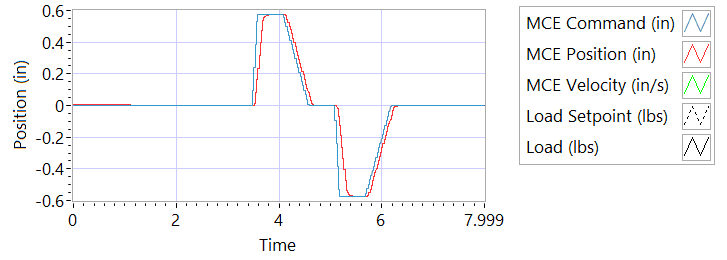 0.6
0.4
0.2
0
-0.2
-0.4
-0.6
Position (in)
0 2 4 6 7.999
Time
MCE Command (in)
MCE Position (in)
MCE Velocity (in/s)
Load Setpoint (lbs)
Load (lbs)